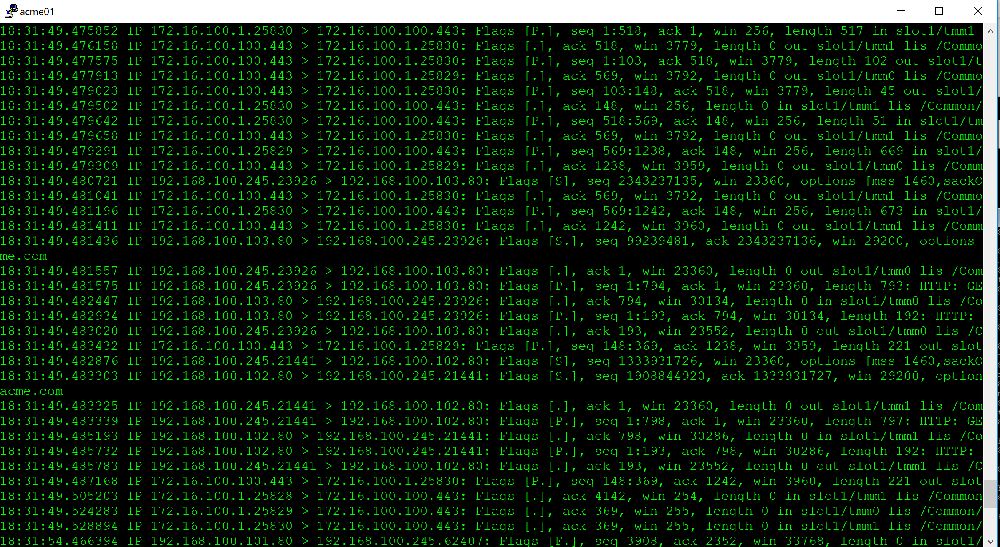 acme01
18:31:49.475852 IP 172.16.100.1.25830 > 172.16.100.100.443: Flags [P.], seq 1:518, ack 1, win 256, length 517 in slot1/tmm1
18:31:49.476158 IP 172.16.100.100.443 > 172.16.100.1.25830: Flags [.], ack 518, win 3779, length 0 out slot1/tmm1 lis=/Commo
18:31:49.477575 IP 172.16.100.100.443 > 172.16.100.1.25830: Flags [P.], seq 1:103, ack 518, win 3779, length 102 out slot1/t
18:31:49.477913 IP 172.16.100.100.443 > 172.16.100.1.25829: Flags [.], ack 569, win 3792, length 0 out slot1/tmm0 lis=/Commo
18:31:49.479023 IP 172.16.100.100.443 > 172.16.100.1.25830: Flags [P.], seq 103:148, ack 518, win 3779, length 45 out slot1/
18:31:49.479502 IP 172.16.100.1.25830 > 172.16.100.100.443: Flags [.], ack 148, win 256, length 0 in slot1/tmm1 lis=/Common/
18:31:49.479642 IP 172.16.100.1.25830 > 172.16.100.100.443: Flags [P.], seq 518:569, ack 148, win 256, length 51 in slot1/tm
18:31:49.479658 IP 172.16.100.100.443 > 172.16.100.1.25830: Flags [.], ack 569, win 3792, length 0 out slot1/tmm1 lis=/Commo
18:31:49.479291 IP 172.16.100.1.25829 > 172.16.100.100.443: Flags [P.], seq 569:1238, ack 148, win 256, length 669 in slot1/
18:31:49.479309 IP 172.16.100.100.443 > 172.16.100.1.25829: Flags [.], ack 1238, win 3959, length 0 out slot1/tmm0 lis=/Comm
18:31:49.480721 IP 192.168.100.245.23926 > 192.168.100.103.80: Flags [S], seq 2343237135, win 23360, options [mss 1460,sackO
18:31:49.481041 IP 172.16.100.100.443 > 172.16.100.1.25830: Flags [.], ack 569, win 3792, length 0 out slot1/tmm1 lis=/Commo
18:31:49.481196 IP 172.16.100.1.25830 > 172.16.100.100.443: Flags [P.], seq 569:1242, ack 148, win 256, length 673 in slot1/
18:31:49.481411 IP 172.16.100.100.443 > 172.16.100.1.25830: Flags [.], ack 1242, win 3960, length 0 out slot1/tmm1 lis=/Comm
18:31:49.481436 IP 192.168.100.103.80 > 192.168.100.245.23926: Flags [S.], seq 99239481, ack 2343237136, win 29200, options
me.com
18:31:49.481557 IP 192.168.100.245.23926 > 192.168.100.103.80: Flags [.], ack 1, win 23360, length 0 out slot1/tmm0 lis=/Com
18:31:49.481575 IP 192.168.100.245.23926 > 192.168.100.103.80: Flags [P.], seq 1:794, ack 1, win 23360, length 793: HTTP: GE
18:31:49.482447 IP 192.168.100.103.80 > 192.168.100.245.23926: Flags [.], ack 794, win 30134, length 0 in slot1/tmm0 lis=/Co
18:31:49.482934 IP 192.168.100.103.80 > 192.168.100.245.23926: Flags [P.], seq 1:193, ack 794, win 30134, length 192: HTTP:
18:31:49.483020 IP 192.168.100.245.23926 > 192.168.100.103.80: Flags [.], ack 193, win 23552, length 0 out slot1/tmm0 lis=/C
18:31:49.483432 IP 172.16.100.100.443 > 172.16.100.1.25829: Flags [P.], seq 148:369, ack 1238, win 3959, length 221 out slot
18:31:49.482876 IP 192.168.100.245.21441 > 192.168.100.102.80: Flags [S], seq 1333931726, win 23360, options [mss 1460,sackO
18:31:49.483303 IP 192.168.100.102.80 > 192.168.100.245.21441: Flags [S.], seq 1908844920, ack 1333931727, win 29200, option
acme.com
18:31:49.483325 IP 192.168.100.245.21441 > 192.168.100.102.80: Flags [.], ack 1, win 23360, length 0 out slot1/tmm1 lis=/Com
18:31:49.483339 IP 192.168.100.245.21441 > 192.168.100.102.80: Flags [P.], seq 1:798, ack 1, win 23360, length 797: HTTP: GE
18:31:49.485193 IP 192.168.100.102.80 > 192.168.100.245.21441: Flags [.], ack 798, win 30286, length 0 in slot1/tmm1 lis=/Co
18:31:49.485732 IP 192.168.100.102.80 > 192.168.100.245.21441: Flags [P.], seq 1:193, ack 798, win 30286, length 192: HTTP:
18:31:49.485783 IP 192.168.100.245.21441 > 192.168.100.102.80: Flags [.], ack 193, win 23552, length 0 out slot1/tmm1 lis=/C
18:31:49.487168 IP 172.16.100.100.443 > 172.16.100.1.25830: Flags [P.], seq 148:369, ack 1242, win 3960, length 221 out slot
18:31:49.505203 IP 172.16.100.1.25828 > 172.16.100.100.443: Flags [.], ack 4142, win 254, length 0 in slot1/tmm1 lis=/Common
18:31:49.524283 IP 172.16.100.1.25829 > 172.16.100.100.443: Flags [.], ack 369, win 255, length 0 in slot1/tmm0 lis=/Common/
18:31:49.528894 IP 172.16.100.1.25830 > 172.16.100.100.443: Flags [.], ack 369, win 255, length 0 in slot1/tmm1 lis=/Common/
18:31:54.466394 IP 192.168.100.101.80 > 192.168.100.245.62407: Flags [F.], seq 3908, ack 2352, win 33768, length 0 in slot1/